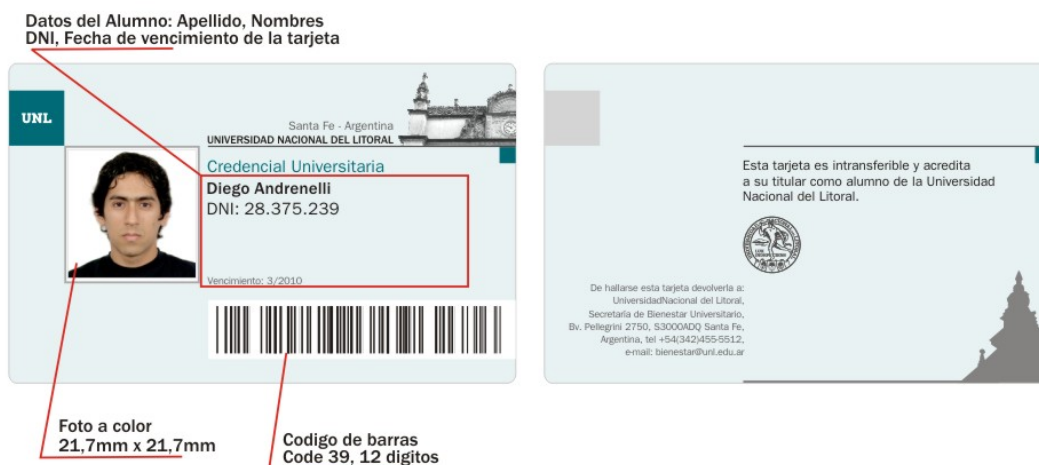 Datos del Alumno: Apellido, Nombres
DNI, Fecha de vencimiento de la tarjeta
UNL
Santa Fe - Argentina
UNIVERSIDAD NACIONAL DEL LITORAL
Credencial Universitaria
Diego Andrenelli
DNI: 28.375.239
Vencimiento: 3/2010
Foto a color
21,7mm x 21,7mm
Codigo de barras
Code 39, 12 digitos
Esta tarjeta es intransferible y acredita
a su titular como alumno de la Universidad
Nacional del Litoral.
De hallarse esta tarjeta devolverla a:
UniversidadNacional del Litoral,
Secretaría de Bienestar Universitario,
Bv. Pellegrini 2750, S3000ADQ Santa Fe,
Argentina, tel +54(342)455-5512,
e-mail: bienestar@unl.edu.ar